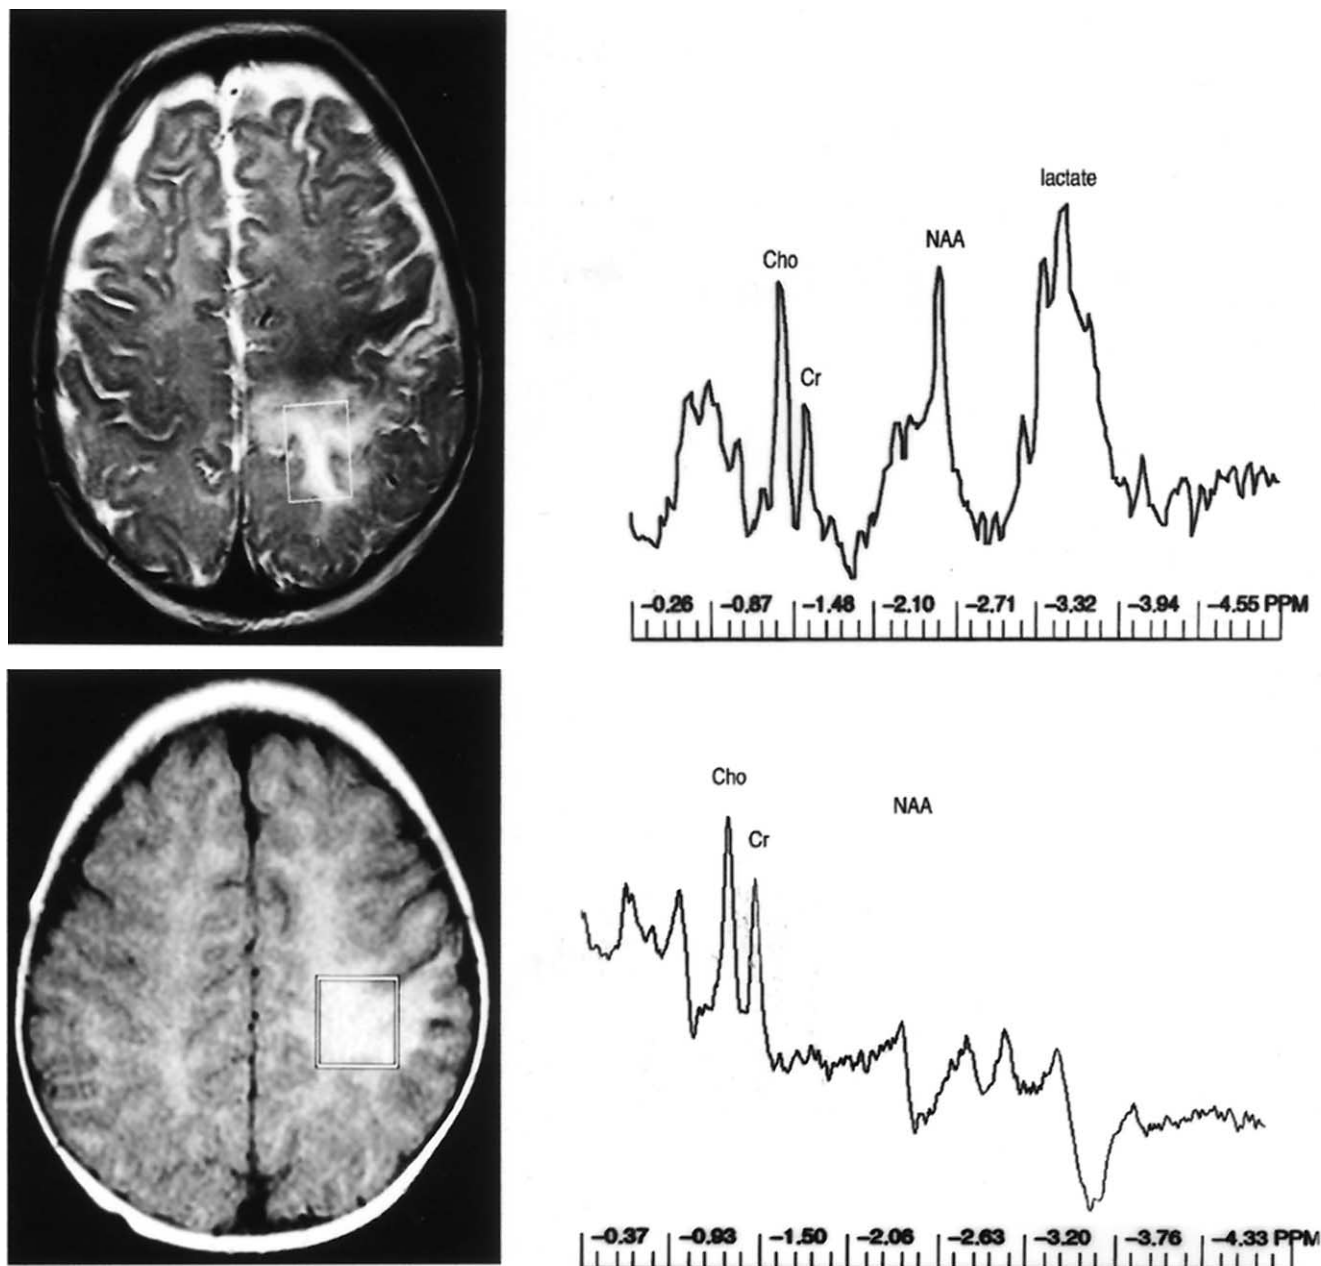 lactate
NAA
Cho
Cr
-0.26 -0.87 -1.48 -2.10 -2.71 -3.32 -3.94 -4.55 PPM
Cho
NAA
Cr
-0.37 -0.93 -1.50 -2.06 -2.63 -3.20 -3.76 -4.33 PPM